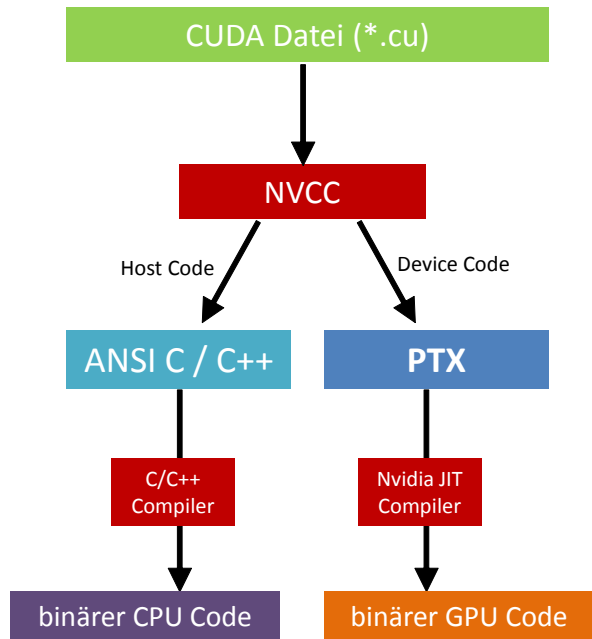 CUDA Datei (*.cu)
NVCC
Host Code
Device Code
ANSI C / C++
PTX
C/C++
Compiler
Nvidia JIT
Compiler
binärer CPU Code
binärer GPU Code